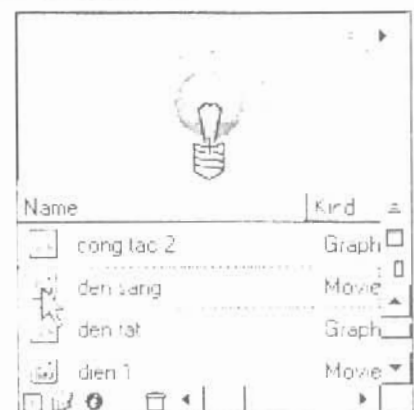 Name Kind
cong tac 2 Graph
den sang Movie
den tat Graph
dien 1 Movie